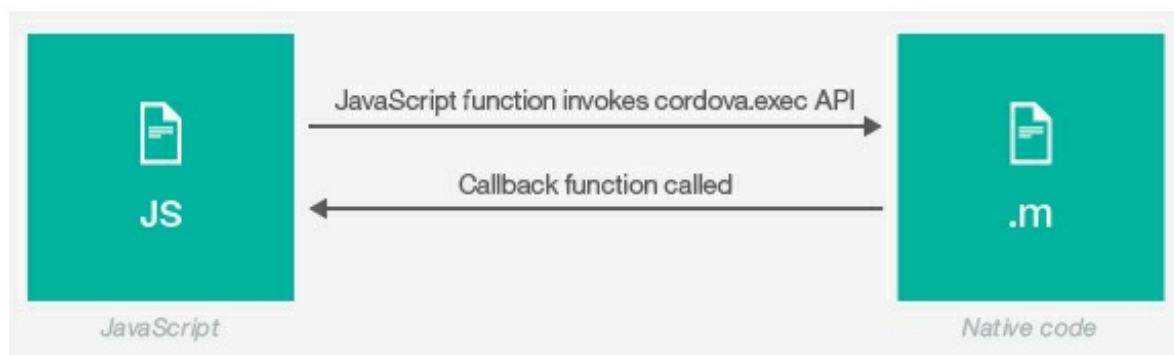 JavaScript function invokes cordova.exec API
Callback function called
JS
.m
JavaScript
Native code